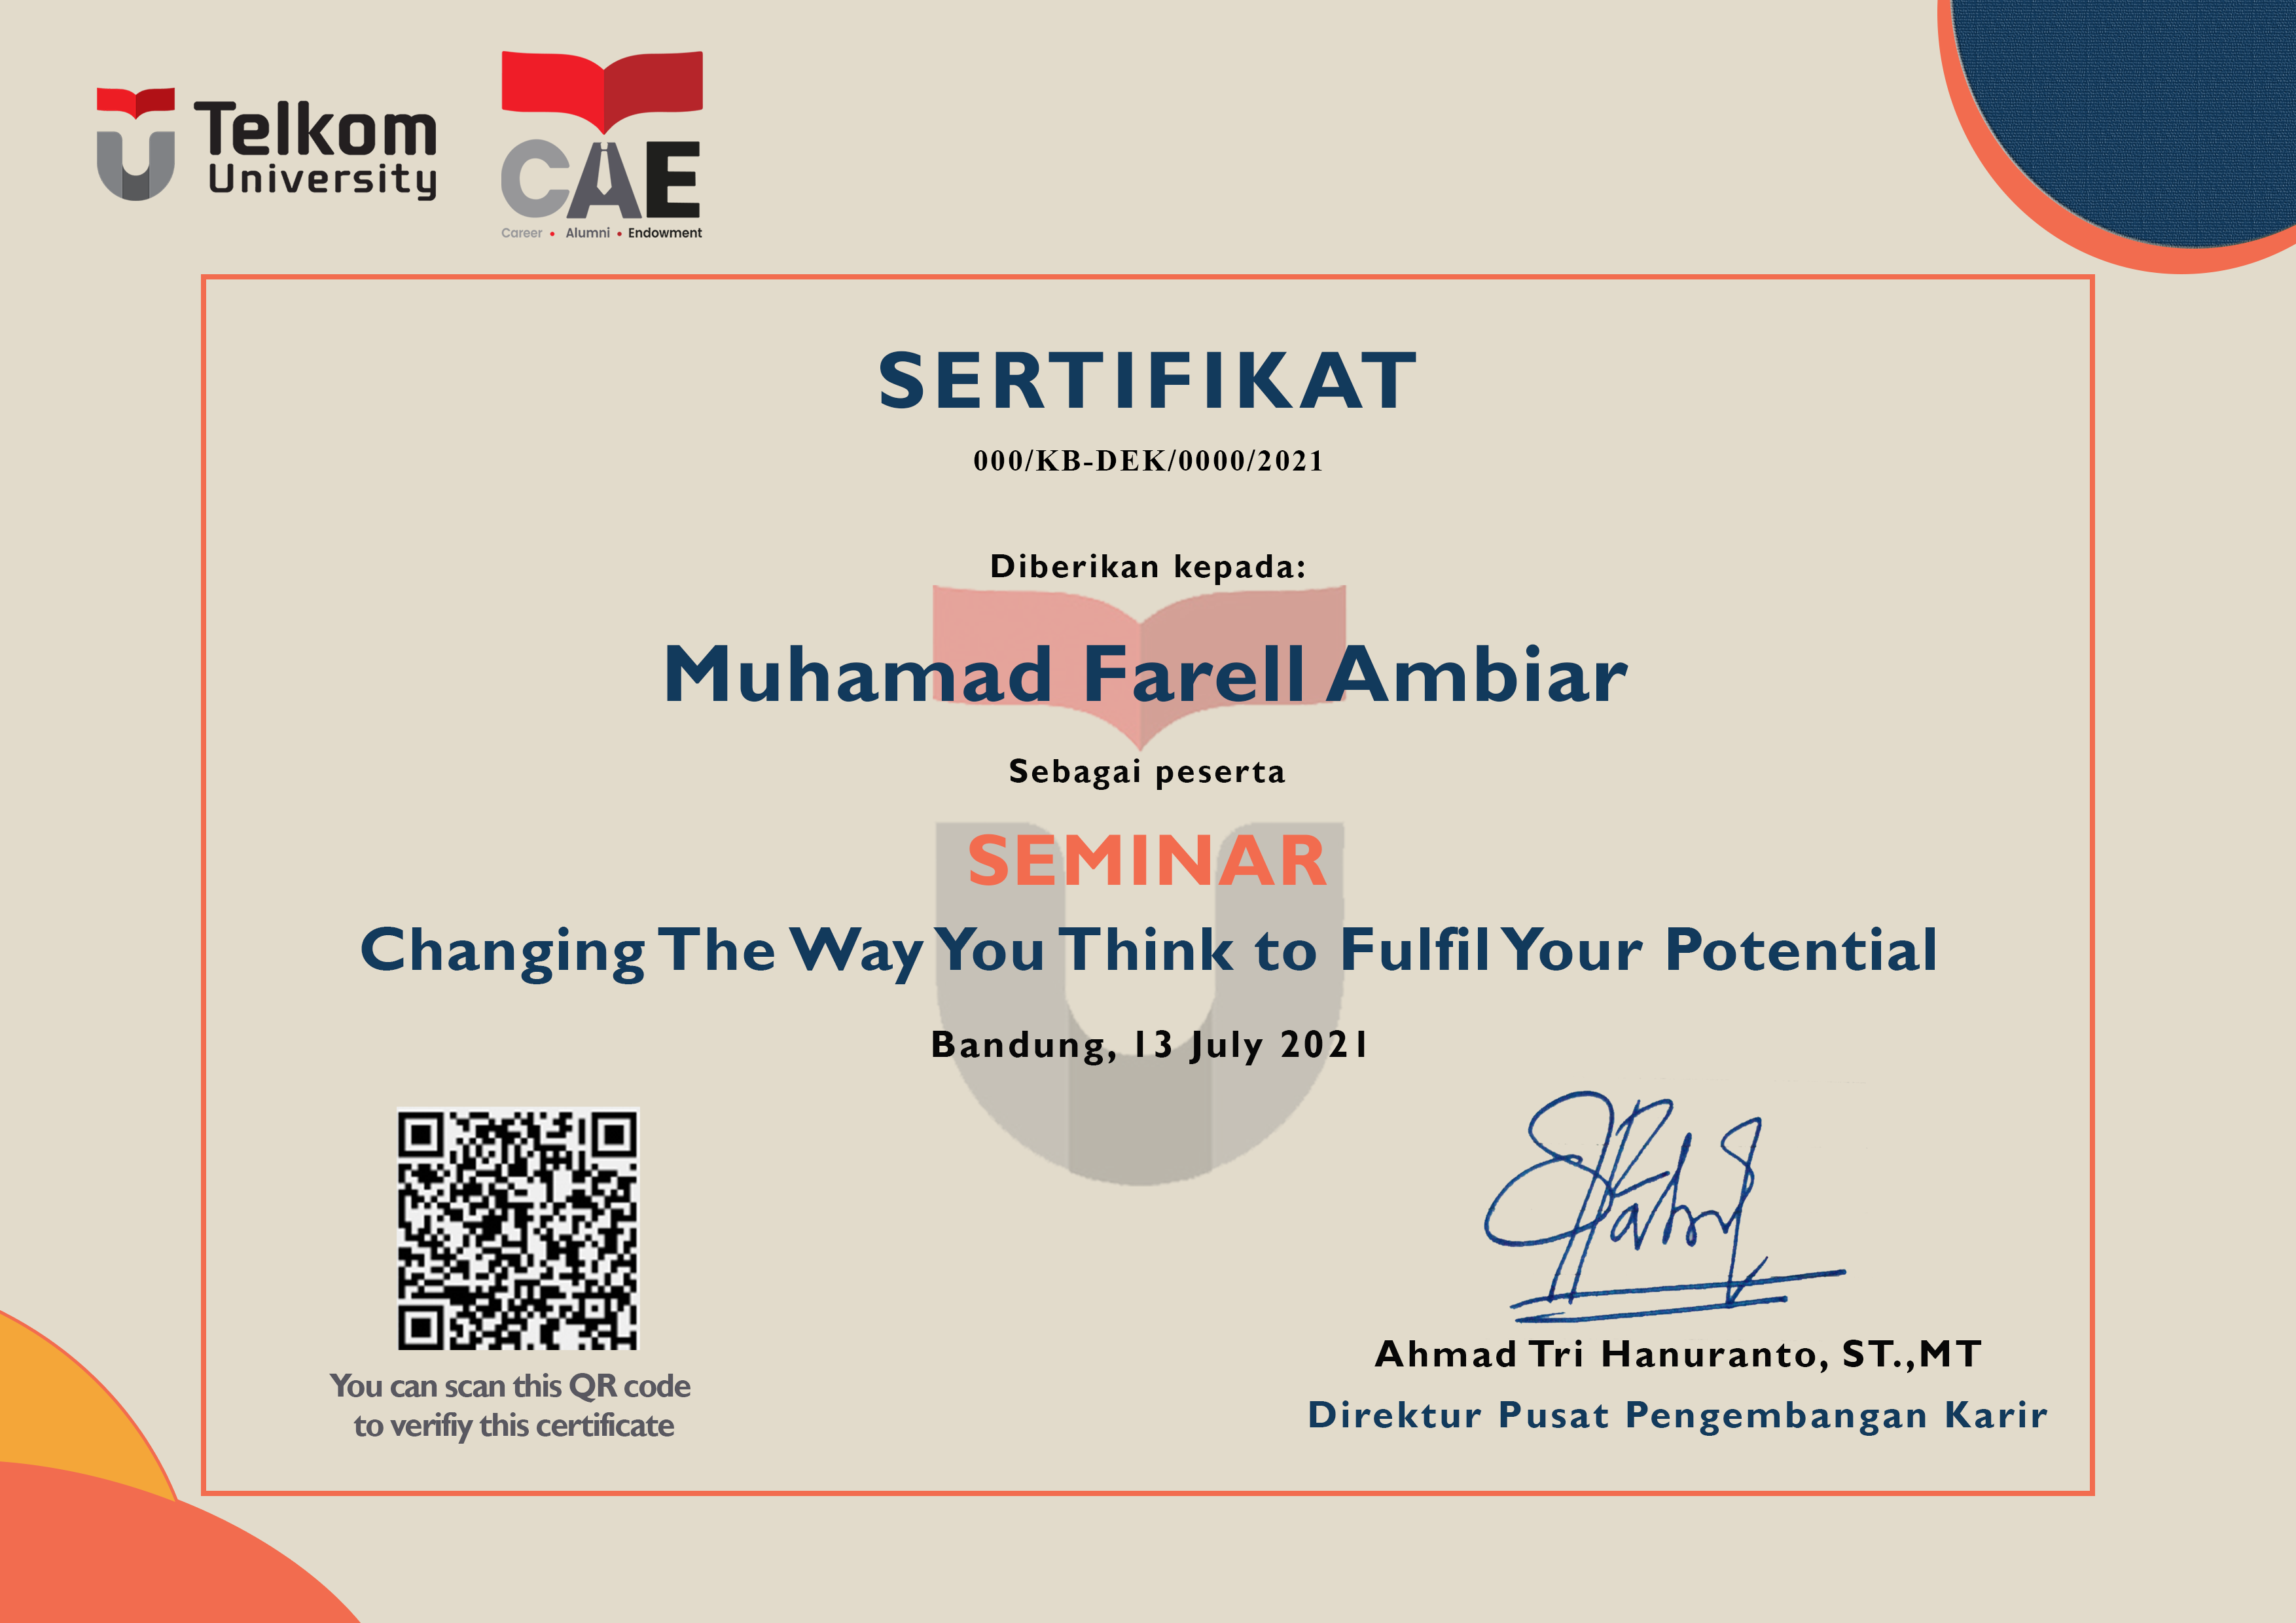 Telkom
University
CAE
Career • Alumni • Endowment
SERTIFIKAT
000/KB-DEK/0000/2021
Diberikan kepada:
Muhamad Farell Ambiar
Sebagai peserta
SEMINAR
Changing The Way You Think to Fulfil Your Potential
Bandung, 13 July 2021
You can scan this QR code
to verifiy this certificate
Ahmad Tri Hanuranto, ST.,MT
Direktur Pusat Pengembangan Karir